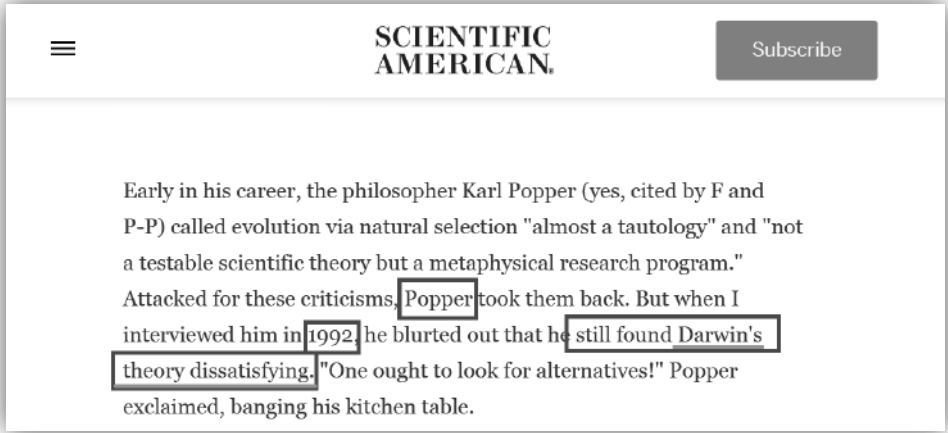 SCIENTIFIC
AMERICAN.
Subscribe
Early in his career, the philosopher Karl Popper (yes, cited by F and
P-P) called evolution via natural selection "almost a tautology" and "not
a testable scientific theory but a metaphysical research program."
Attacked for these criticisms, Popper took them back. But when I
interviewed him in 1992, he blurted out that he still found Darwin's
theory dissatisfying. "One ought to look for alternatives!" Popper
exclaimed, banging his kitchen table.